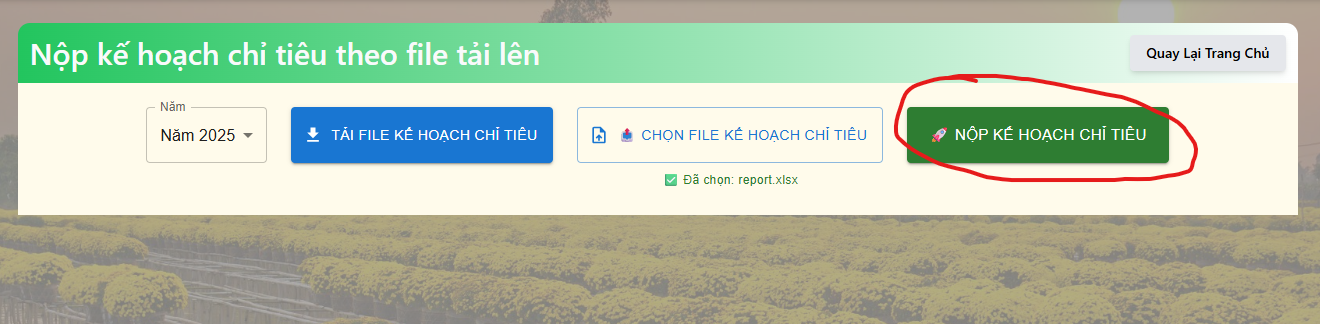 Nộp kế hoạch chỉ tiêu theo file tải lên
Quay Lại Trang Chủ
Năm
Năm 2025
TẢI FILE KẾ HOẠCH CHỈ TIÊU
CHỌN FILE KẾ HOẠCH CHỈ TIÊU
NỘP KẾ HOẠCH CHỈ TIÊU
Đã chọn: report.xlsx